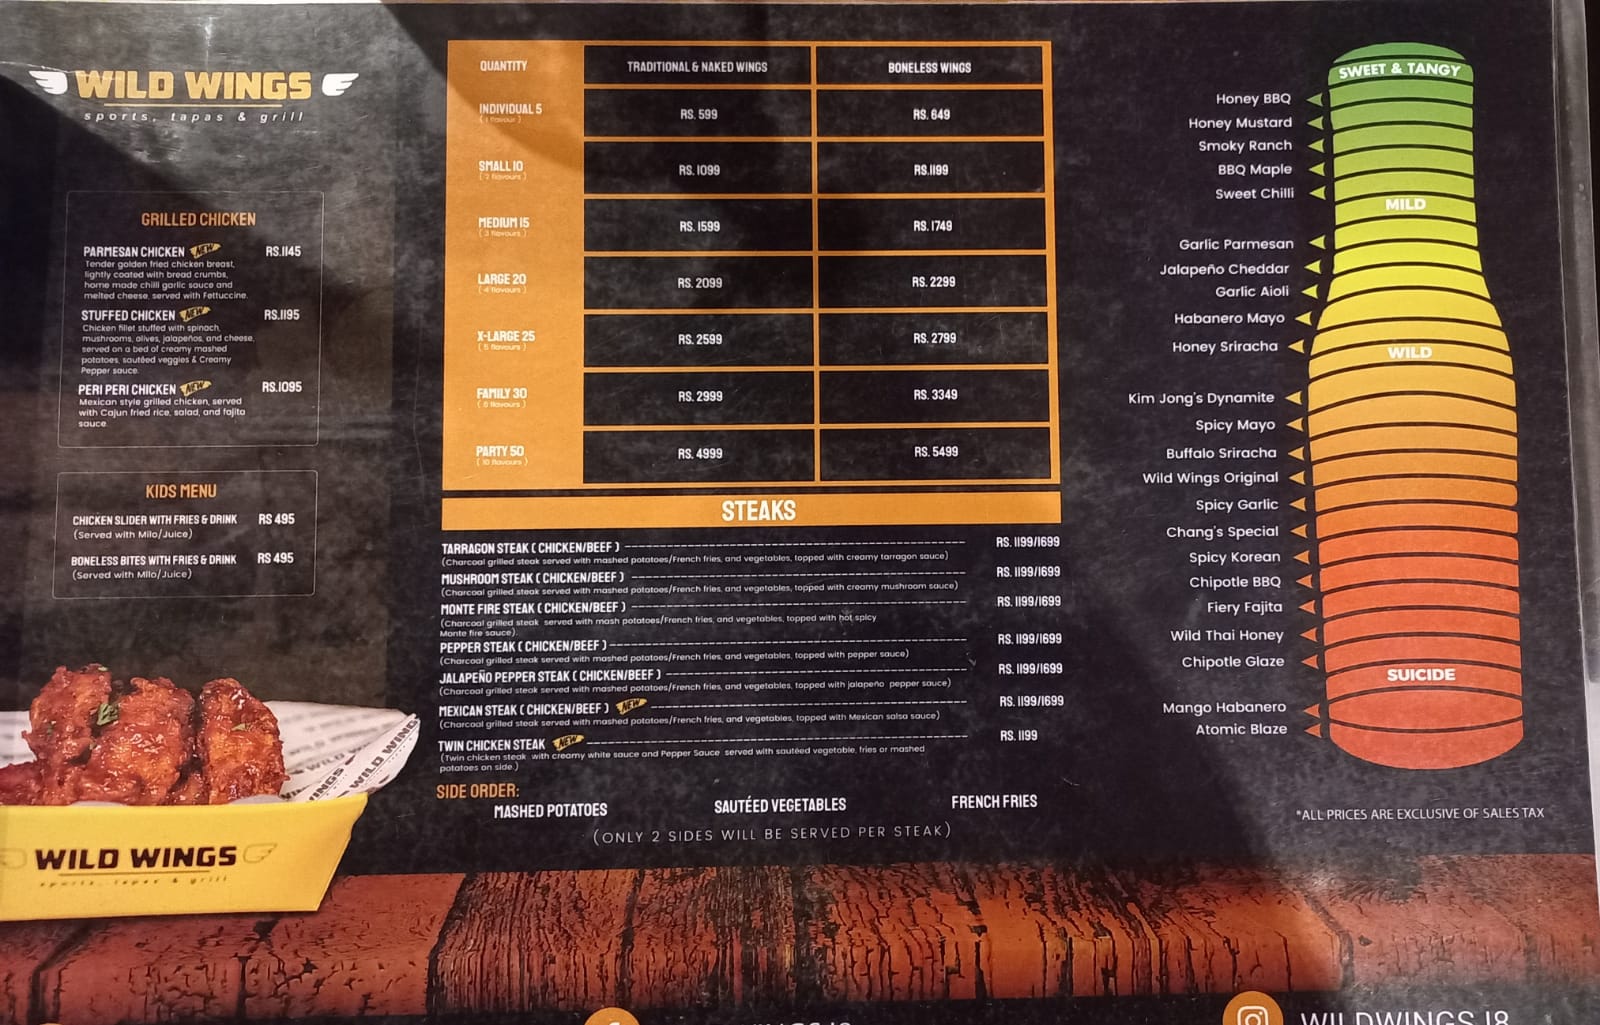 WILD WINGS
sports, tapas & grill
GRILLED CHICKEN
PARMESAN CHICKEN NEW RS.1145
Tender golden fried chicken breast,
lightly coated with bread crumbs,
home made chilli garlic sauce and
melted cheese, served with Fettuccine.
STUFFED CHICKEN NEW RS.1195
Chicken fillet stuffed with spinach,
mushrooms, olives, jalapeños, and cheese,
served on a bed of creamy mashed
potatoes, sautéed veggies & Creamy
Pepper sauce.
PERI PERI CHICKEN NEW RS.1095
Mexican style grilled chicken, served
with Cajun fried rice, salad, and fajita
sauce.
KIDS MENU
CHICKEN SLIDER WITH FRIES & DRINK RS 495
(Served with Milo/Juice)
BONELESS BITES WITH FRIES & DRINK RS 495
(Served with Milo/Juice)
WILD WINGS
sports, tapas & grill
QUANTITY TRADITIONAL & NAKED WINGS BONELESS WINGS
INDIVIDUAL 5 RS. 599 RS. 649
( 1 flavour )
SMALL 10 RS. 1099 RS.1199
( 2 flavours )
MEDIUM 15 RS. 1599 RS. 1749
( 3 flavours )
LARGE 20 RS. 2099 RS. 2299
( 4 flavours )
X-LARGE 25 RS. 2599 RS. 2799
( 5 flavours )
FAMILY 30 RS. 2999 RS. 3349
( 6 flavours )
PARTY 50 RS. 4999 RS. 5499
( 10 flavours )
STEAKS
TARRAGON STEAK ( CHICKEN/BEEF ) RS. 1199/1699
(Charcoal grilled steak served with mashed potatoes/French fries, and vegetables, topped with creamy tarragon sauce)
MUSHROOM STEAK ( CHICKEN/BEEF ) RS. 1199/1699
(Charcoal grilled steak served with mashed potatoes/French fries, and vegetables, topped with creamy mushroom sauce)
MONTE FIRE STEAK ( CHICKEN/BEEF ) RS. 1199/1699
(Charcoal grilled steak served with mash potatoes/French fries, and vegetables, topped with hot spicy
Monte fire sauce).
PEPPER STEAK ( CHICKEN/BEEF ) RS. 1199/1699
(Charcoal grilled steak served with mashed potatoes/French fries, and vegetables, topped with pepper sauce)
JALAPEÑO PEPPER STEAK ( CHICKEN/BEEF ) RS. 1199/1699
(Charcoal grilled steak served with mashed potatoes/French fries, and vegetables, topped with jalapeño pepper sauce)
MEXICAN STEAK ( CHICKEN/BEEF ) NEW RS. 1199/1699
(Charcoal grilled steak served with mashed potatoes/French fries, and vegetables, topped with Mexican salsa sauce)
TWIN CHICKEN STEAK NEW RS. 1199
(Twin chicken steak with creamy white sauce and Pepper Sauce served with sautéed vegetable, fries or mashed
potatoes on side.)
SIDE ORDER:
MASHED POTATOES SAUTÉED VEGETABLES FRENCH FRIES
(ONLY 2 SIDES WILL BE SERVED PER STEAK)
SWEET & TANGY
Honey BBQ
Honey Mustard
Smoky Ranch
BBQ Maple
Sweet Chilli
MILD
Garlic Parmesan
Jalapeño Cheddar
Garlic Aioli
Habanero Mayo
Honey Sriracha
WILD
Kim Jong's Dynamite
Spicy Mayo
Buffalo Sriracha
Wild Wings Original
Spicy Garlic
Chang's Special
Spicy Korean
Chipotle BBQ
Fiery Fajita
Wild Thai Honey
Chipotle Glaze
SUICIDE
Mango Habanero
Atomic Blaze
*ALL PRICES ARE EXCLUSIVE OF SALES TAX
WILDWINGSJ8